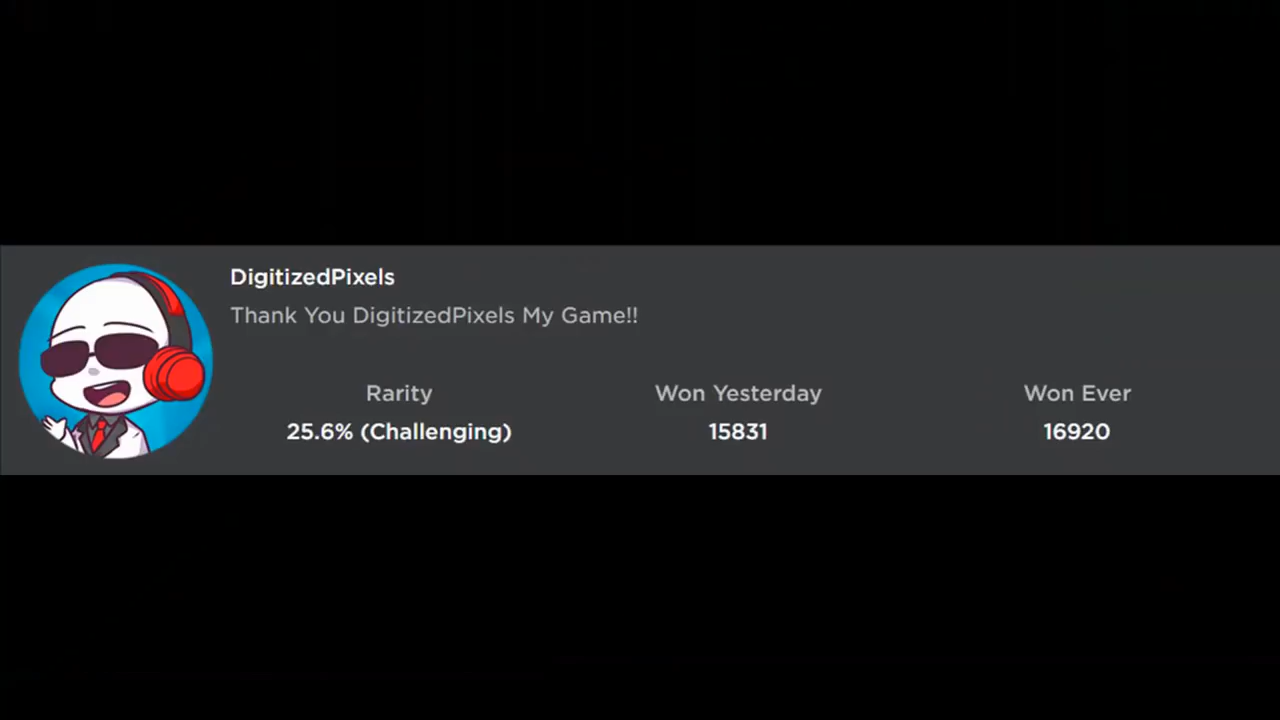 DigitizedPixels
Thank You DigitizedPixels My Game!!
Rarity Won Yesterday Won Ever
25.6% (Challenging) 15831 16920